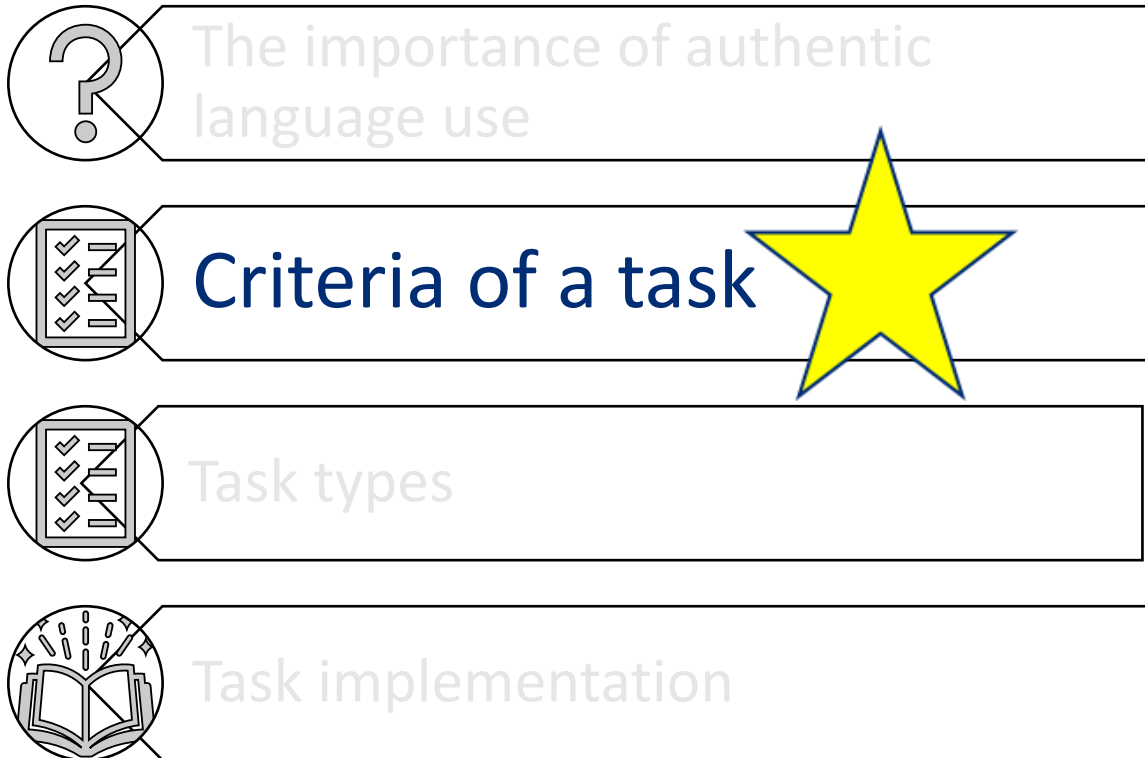 The importance of authentic
language use
Criteria of a task
Task types
Task implementation